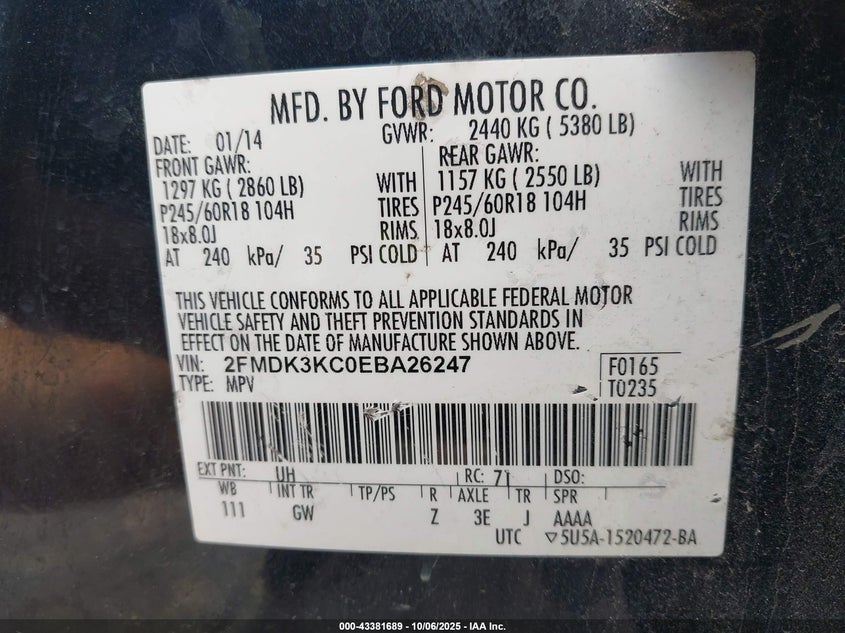 MFD. BY FORD MOTOR CO.
DATE: 01/14 GVWR: 2440 KG ( 5380 LB)
FRONT GAWR: REAR GAWR:
1297 KG ( 2860 LB) WITH 1157 KG ( 2550 LB) WITH
P245/60R18 104H TIRES P245/60R18 104H TIRES
18x8.0J RIMS 18x8.0J RIMS
AT 240 kPa/ 35 PSI COLD AT 240 kPa/ 35 PSI COLD
THIS VEHICLE CONFORMS TO ALL APPLICABLE FEDERAL MOTOR
VEHICLE SAFETY AND THEFT PREVENTION STANDARDS IN
EFFECT ON THE DATE OF MANUFACTURE SHOWN ABOVE.
VIN: 2FMDK3KC0EBA26247 F0165
TYPE: MPV T0235
EXT PNT: UH RC: 71 DSO:
WB INT TR TP/PS R AXLE TR SPR
111 GW Z 3E J AAAA
UTC ▽5U5A-1520472-BA
000-43381689 - 10/06/2025 - IAA Inc.